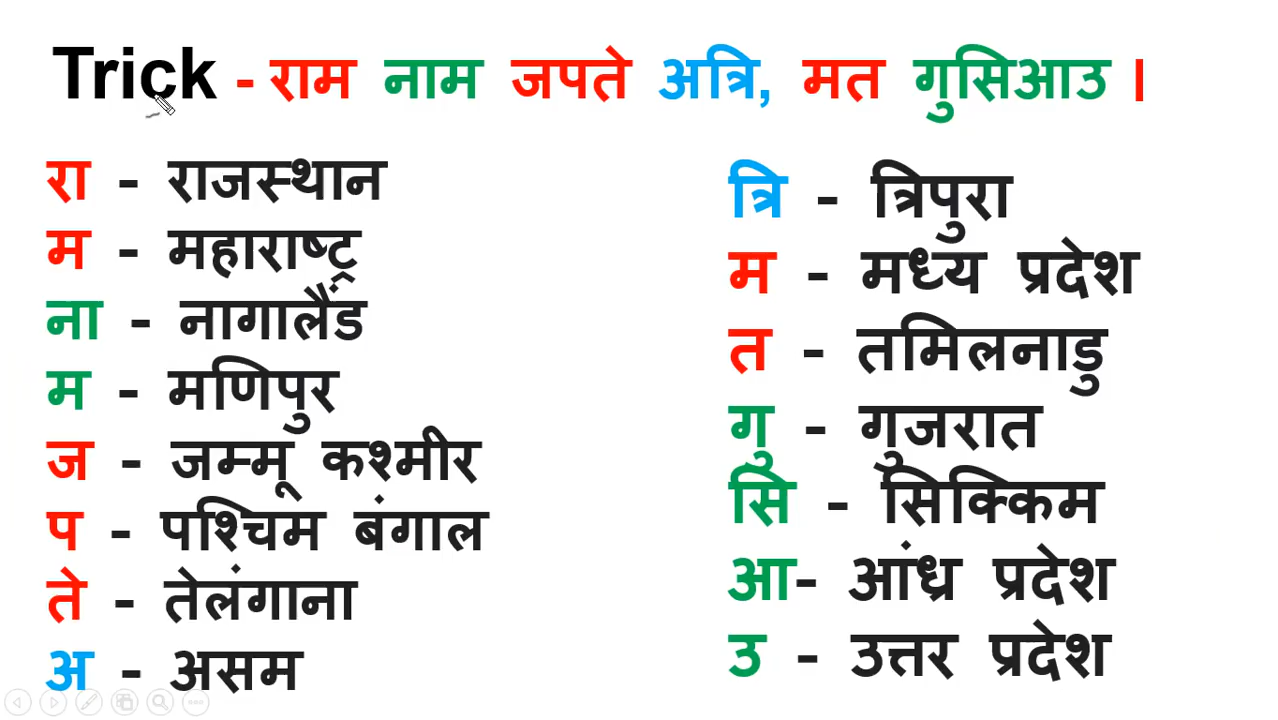 Trick - राम नाम जपते अत्रि, मत गुसिआउ ।
रा - राजस्थान
म - महाराष्ट्र
ना - नागालैंड
म - मणिपुर
ज - जम्मू कश्मीर
प - पश्चिम बंगाल
ते - तेलंगाना
अ - असम
त्रि - त्रिपुरा
म - मध्य प्रदेश
त - तमिलनाडु
गु - गुजरात
सि - सिक्किम
आ- आंध्र प्रदेश
उ - उत्तर प्रदेश